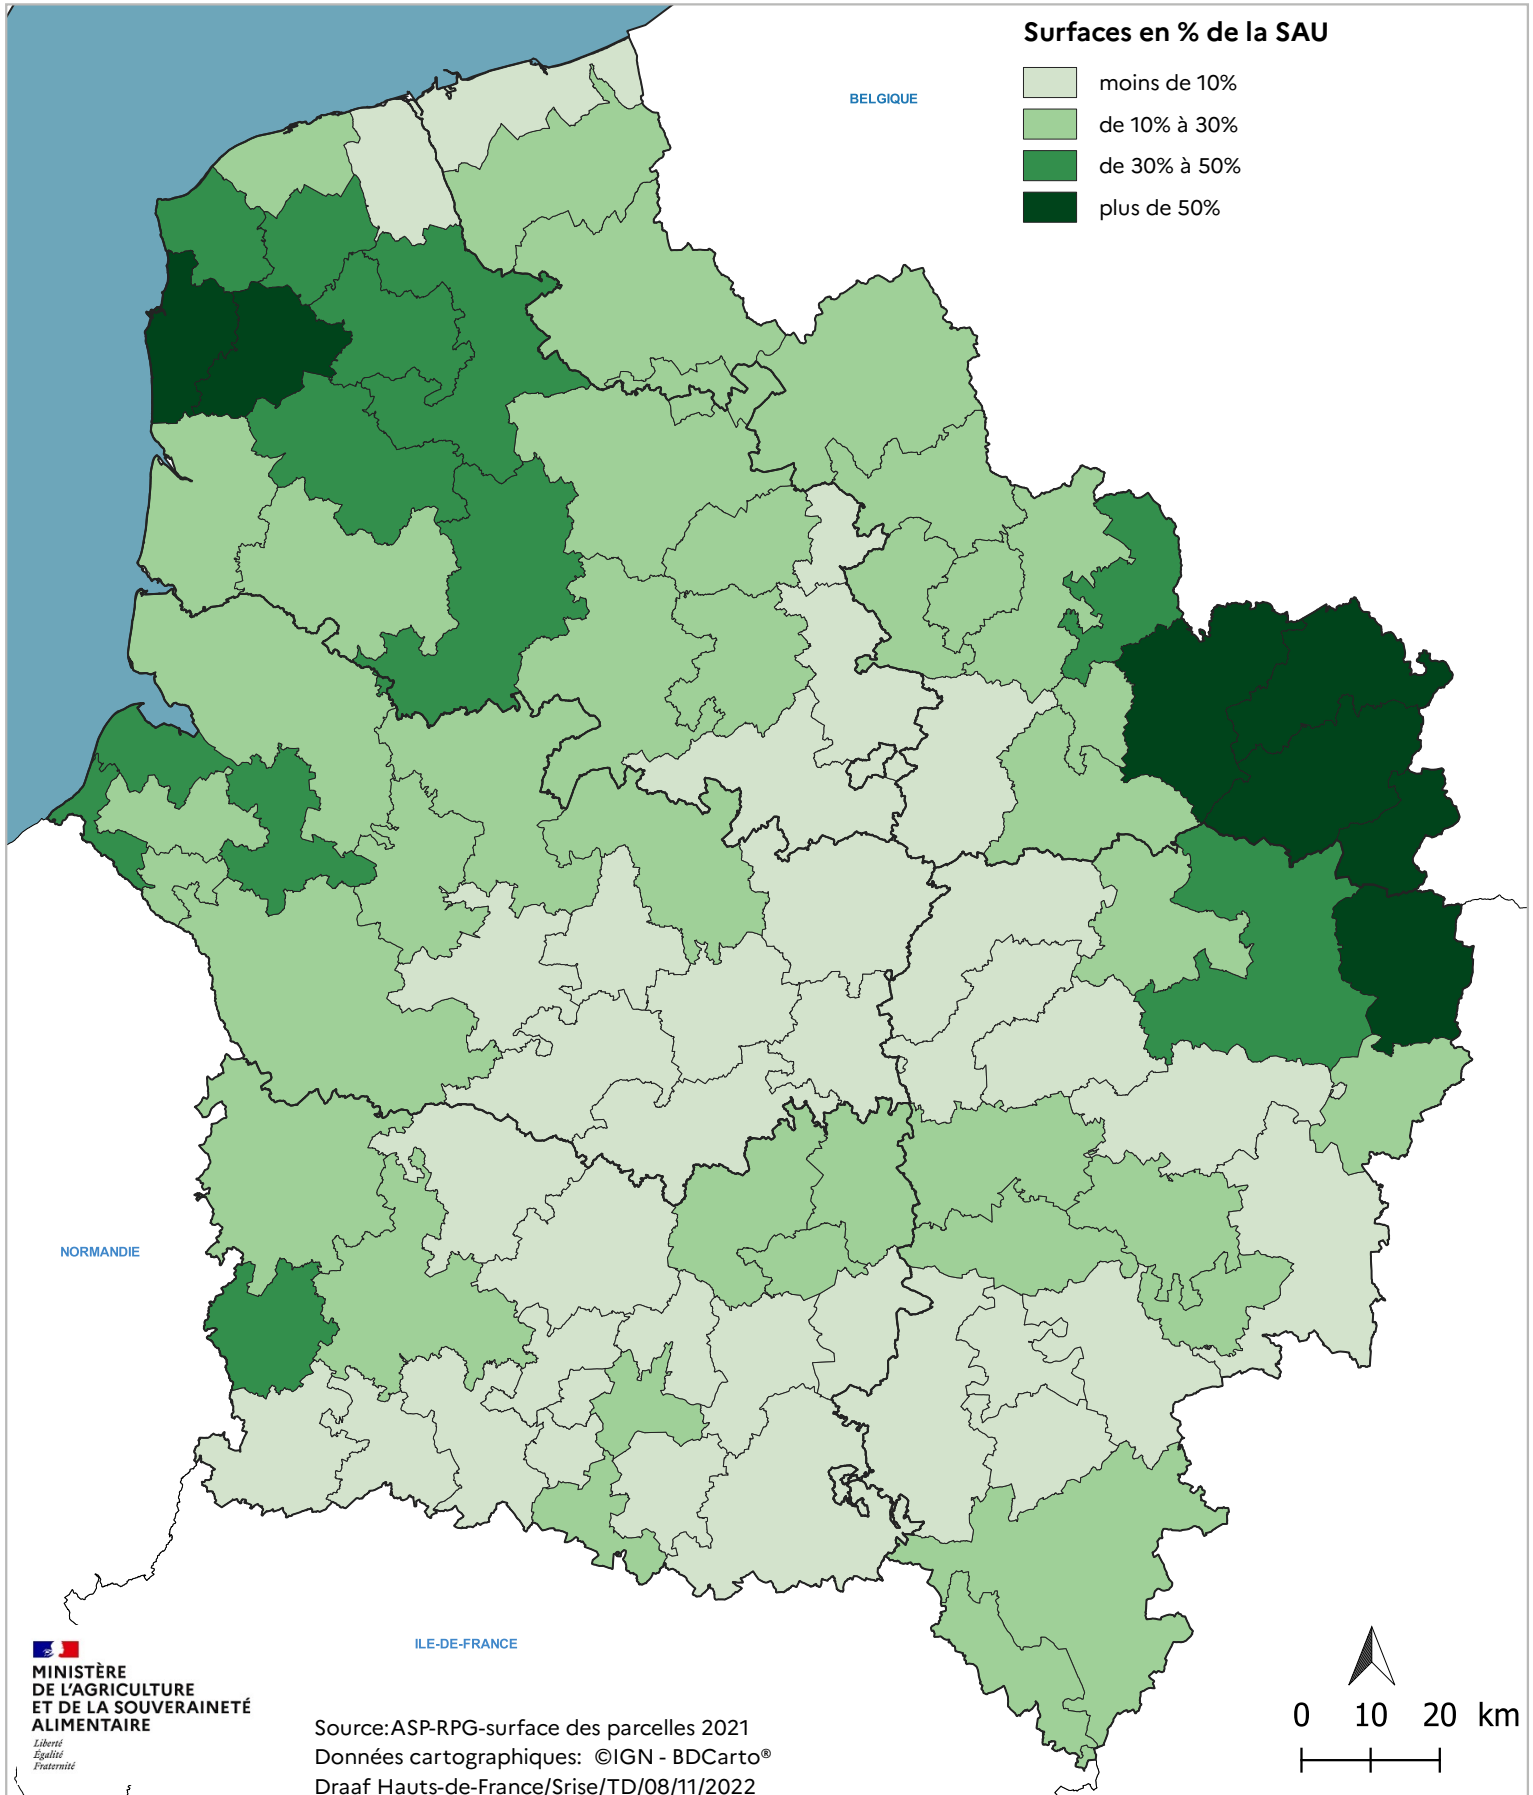 Surfaces en % de la SAU
moins de 10%
de 10% à 30%
de 30% à 50%
plus de 50%
BELGIQUE
NORMANDIE
ILE-DE-FRANCE
MINISTÈRE
DE L'AGRICULTURE
ET DE LA SOUVERAINETÉ
ALIMENTAIRE
Liberté
Égalité
Fraternité
Source:ASP-RPG-surface des parcelles 2021
Données cartographiques: ©IGN - BDCarto®
Draaf Hauts-de-France/Srise/TD/08/11/2022
0 10 20 km